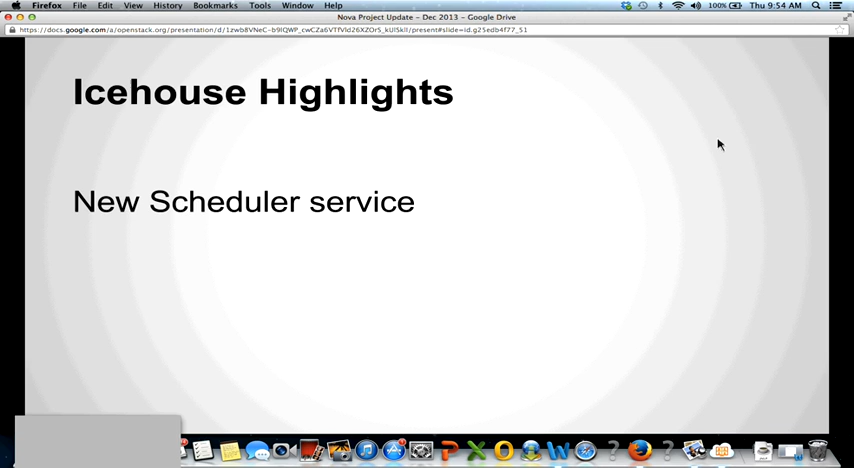 Firefox File Edit View History Bookmarks Tools Window Help 100% Thu 9:54 AM
Nova Project Update - Dec 2013 - Google Drive
Icehouse Highlights
New Scheduler service